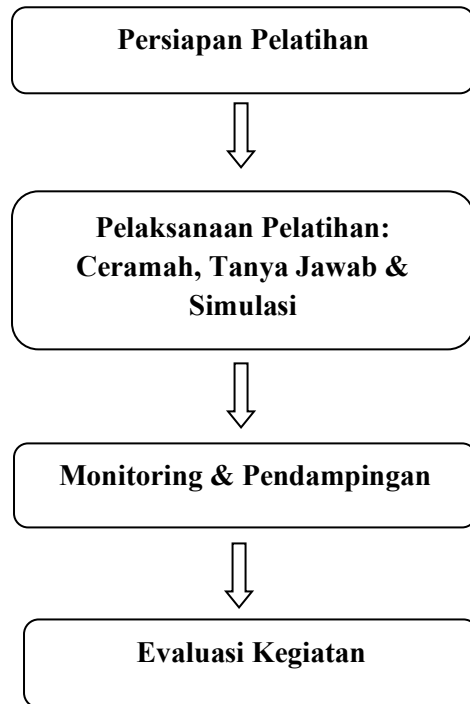 Persiapan Pelatihan
Pelaksanaan Pelatihan:
Ceramah, Tanya Jawab &
Simulasi
Monitoring & Pendampingan
Evaluasi Kegiatan